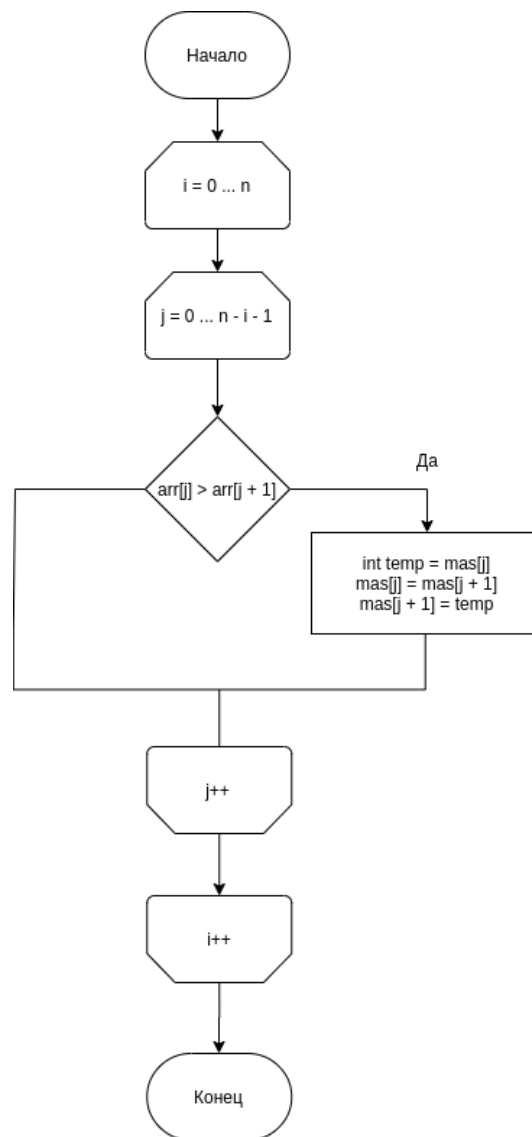 Начало
i = 0 ... n
j = 0 ... n - i - 1
arr[j] > arr[j + 1]
Да
int temp = mas[j]
mas[j] = mas[j + 1]
mas[j + 1] = temp
j++
i++
Конец